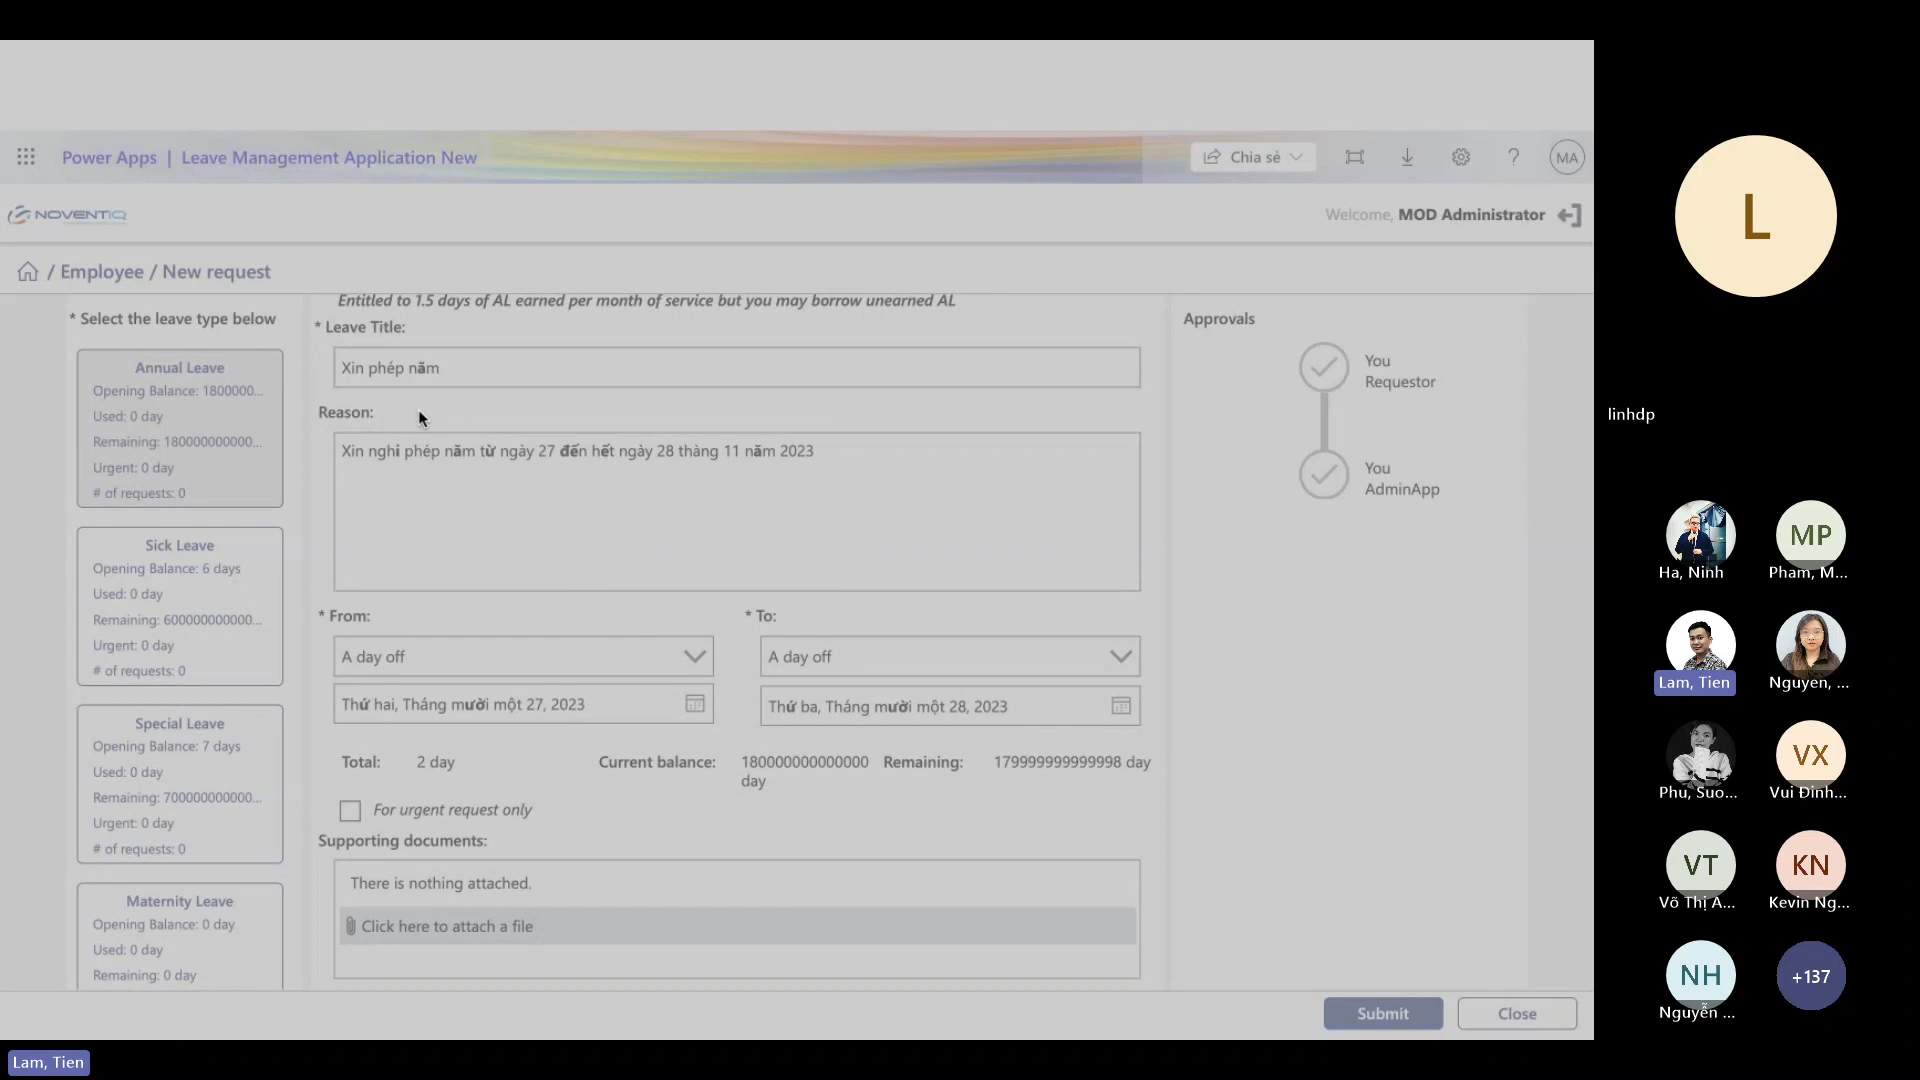 Power Apps | Leave Management Application New
Chia sẻ
MA
NOVENTIQ
Welcome, MOD Administrator
/ Employee / New request
* Select the leave type below
Annual Leave
Opening Balance: 1800000...
Used: 0 day
Remaining: 180000000000...
Urgent: 0 day
# of requests: 0
Sick Leave
Opening Balance: 6 days
Used: 0 day
Remaining: 600000000000...
Urgent: 0 day
# of requests: 0
Special Leave
Opening Balance: 7 days
Used: 0 day
Remaining: 700000000000...
Urgent: 0 day
# of requests: 0
Maternity Leave
Opening Balance: 0 day
Used: 0 day
Remaining: 0 day
Entitled to 1.5 days of AL earned per month of service but you may borrow unearned AL
* Leave Title:
Xin phép năm
Reason:
Xin nghỉ phép năm từ ngày 27 đến hết ngày 28 thàng 11 năm 2023
* From:
A day off
Thứ hai, Tháng mười một 27, 2023
* To:
A day off
Thứ ba, Tháng mười một 28, 2023
Total: 2 day
Current balance: 180000000000000 day
Remaining: 179999999999998 day
For urgent request only
Supporting documents:
There is nothing attached.
Click here to attach a file
Approvals
You
Requestor
You
AdminApp
Submit
Close
L
linhdp
Ha, Ninh
MP
Pham, M...
Lam, Tien
Nguyen, ...
Phu, Suo...
VX
Vui Đinh...
VT
Võ Thị A...
KN
Kevin Ng...
NH
Nguyễn ...
+137
Lam, Tien